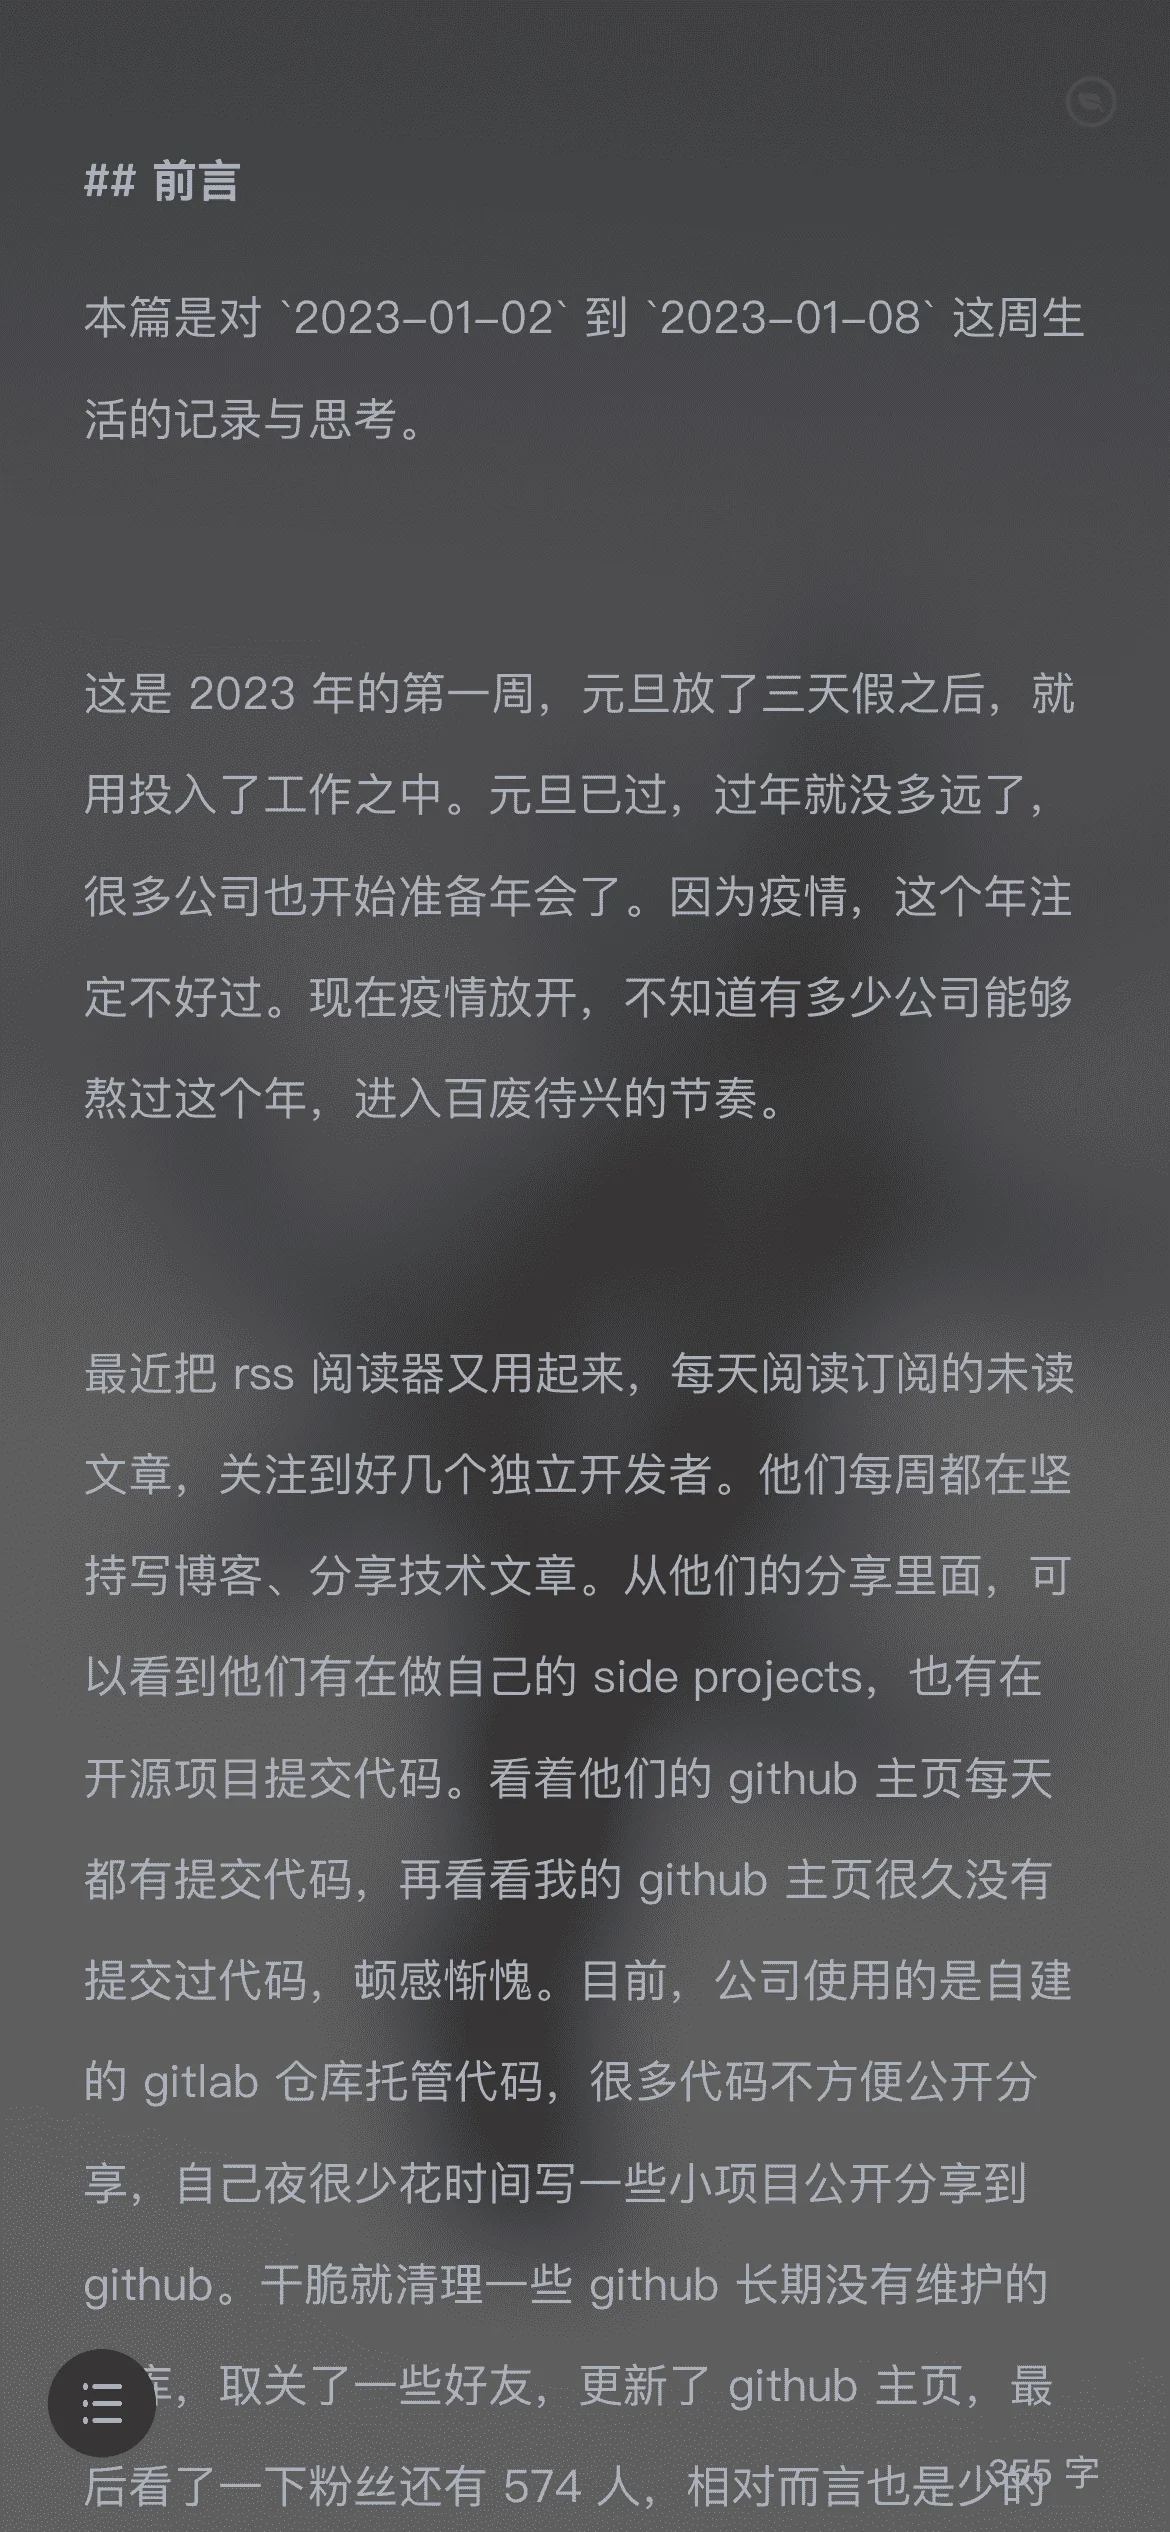 ## 前言
本篇是对 `2023-01-02` 到 `2023-01-08` 这周生
活的记录与思考。
这是 2023 年的第一周，元旦放了三天假之后，就
用投入了工作之中。元旦已过，过年就没多远了，
很多公司也开始准备年会了。因为疫情，这个年注
定不好过。现在疫情放开，不知道有多少公司能够
熬过这个年，进入百废待兴的节奏。
最近把 rss 阅读器又用起来，每天阅读订阅的未读
文章，关注到好几个独立开发者。他们每周都在坚
持写博客、分享技术文章。从他们的分享里面，可
以看到他们有在做自己的 side projects，也有在
开源项目提交代码。看着他们的 github 主页每天
都有提交代码，再看看我的 github 主页很久没有
提交过代码，顿感惭愧。目前，公司使用的是自建
的 gitlab 仓库托管代码，很多代码不方便公开分
享，自己夜很少花时间写一些小项目公开分享到
github。干脆就清理一些 github 长期没有维护的
库，取关了一些好友，更新了 github 主页，最
后看了一下粉丝还有 574 人，相对而言也是少的
355 字